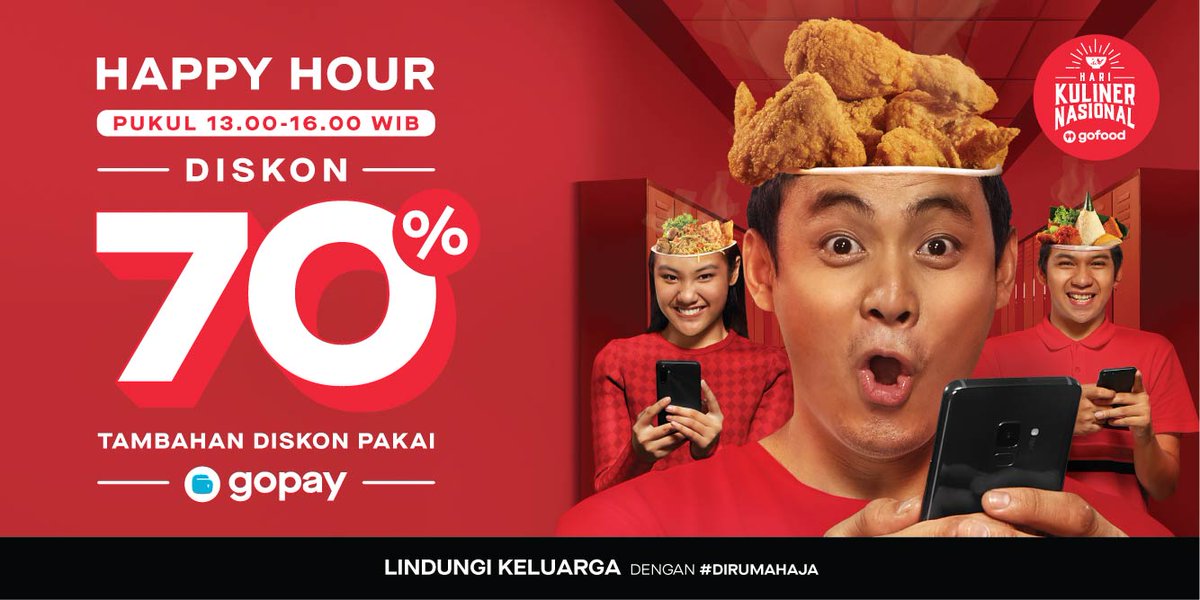 HAPPY HOUR
PUKUL 13.00-16.00 WIB
DISKON
70%
TAMBAHAN DISKON PAKAI
gopay
HARI
KULINER
NASIONAL
gofood
LINDUNGI KELUARGA DENGAN #DIRUMAHAJA